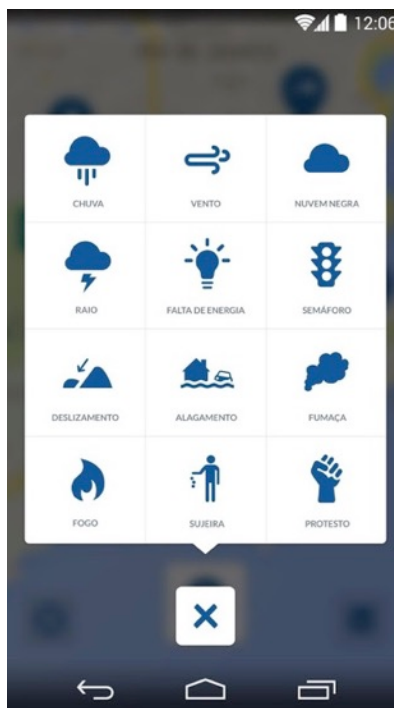 12:06
CHUVA
VENTO
NUVEM NEGRA
RAIO
FALTA DE ENERGIA
SEMÁFORO
DESLIZAMENTO
ALAGAMENTO
FUMAÇA
FOGO
SUJEIRA
PROTESTO